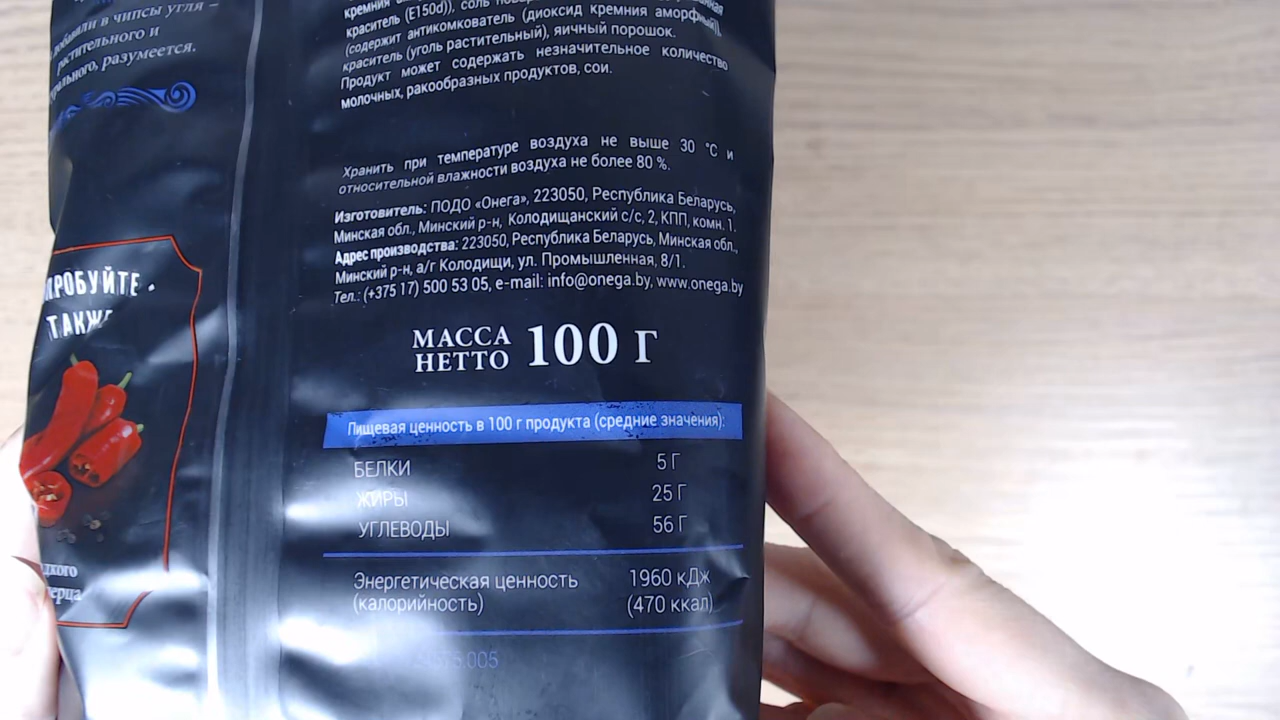 добавили в чипсы угля –
растительного и
разумеется.
ТАКЖЕ
кремния
краситель (E150d)), соль
(содержит антикомкователь (диоксид кремния аморфный)),
краситель (уголь растительный), яичный порошок.
Продукт может содержать незначительное количество
молочных, ракообразных продуктов, сои.
Хранить при температуре воздуха не выше 30 °C и
относительной влажности воздуха не более 80 %.
Изготовитель: ПОДО «Онега», 223050, Республика Беларусь,
Минская обл., Минский р-н, Колодищанский с/с, 2, КПП, комн. 1.
Адрес производства: 223050, Республика Беларусь, Минская обл.,
Минский р-н, а/г Колодищи, ул. Промышленная, 8/1.
Тел.: (+375 17) 500 53 05, e-mail: info@onega.by, www.onega.by
МАССА
НЕТТО 100 Г
Пищевая ценность в 100 г продукта (средние значения):
БЕЛКИ 5 Г
ЖИРЫ 25 Г
УГЛЕВОДЫ 56 Г
Энергетическая ценность 1960 кДж
(калорийность) (470 ккал)